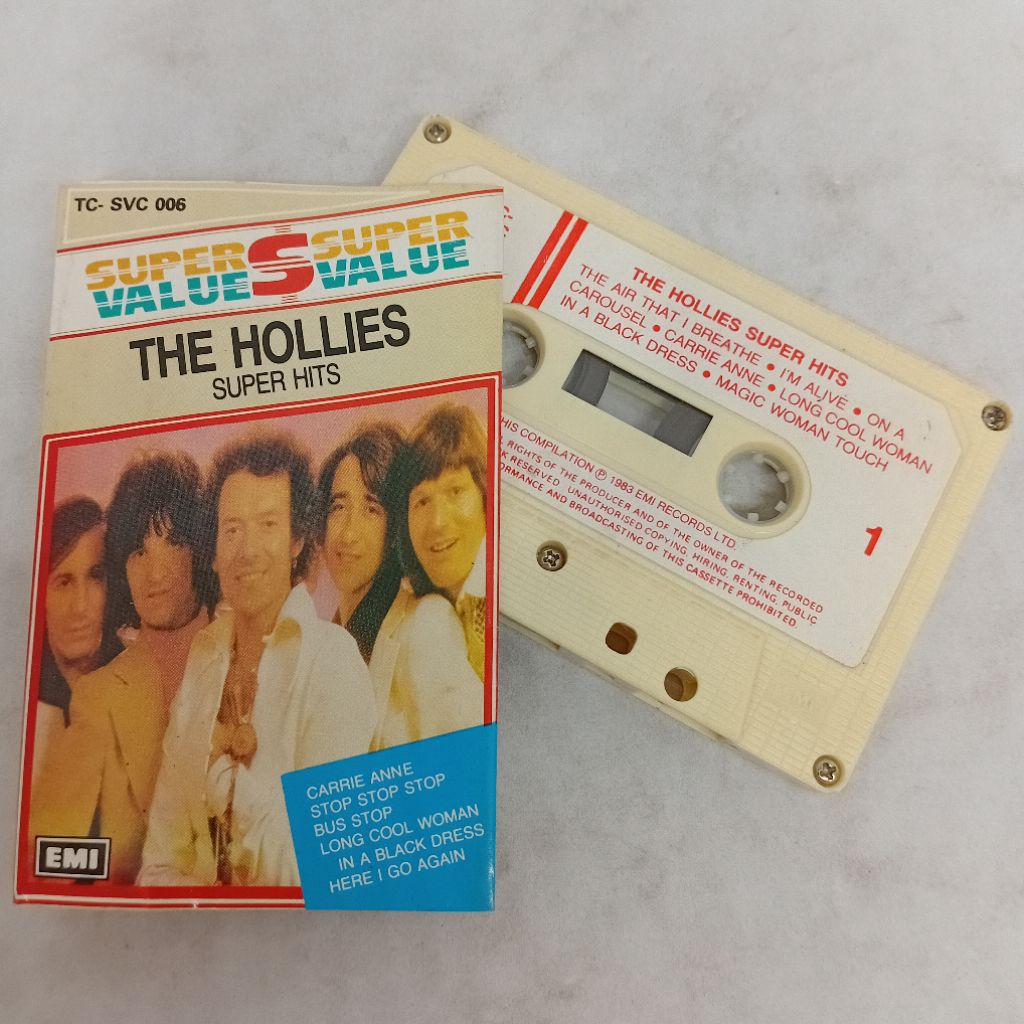 TC- SVC 006
SUPER $ SUPER
VALUE VALUE
THE HOLLIES
SUPER HITS
CARRIE ANNE
STOP STOP STOP
BUS STOP
LONG COOL WOMAN
IN A BLACK DRESS
HERE I GO AGAIN
EMI
THE HOLLIES SUPER HITS
THE AIR THAT I BREATHE • I'M ALIVE • ON A
CAROUSEL • CARRIE ANNE • LONG COOL WOMAN
IN A BLACK DRESS • MAGIC WOMAN TOUCH
COMPILATION ℗ 1983 EMI RECORDS LTD.
RIGHTS OF THE PRODUCER AND OF THE OWNER OF THE RECORDED
RESERVED. UNAUTHORISED COPYING, HIRING, RENTING, PUBLIC
AND BROADCASTING OF THIS CASSETTE PROHIBITED.
1